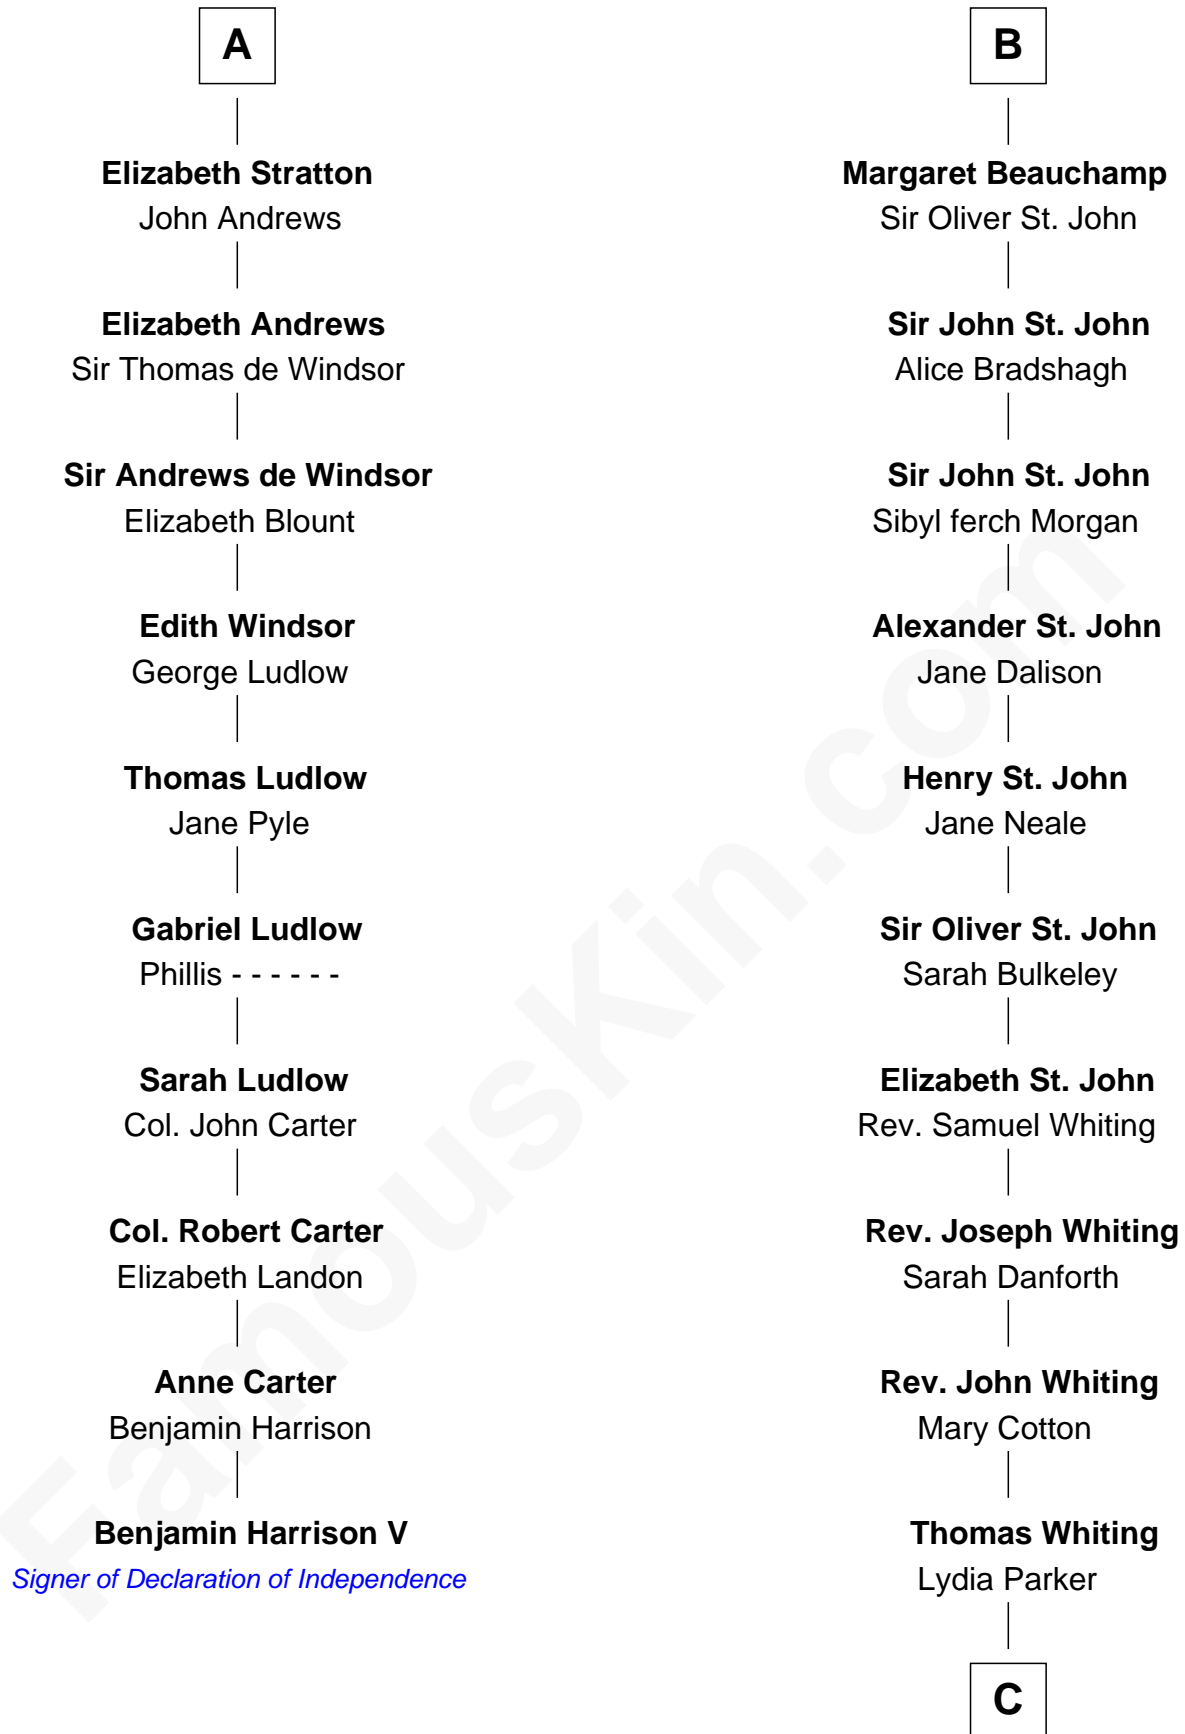 A
Elizabeth Stratton
John Andrews
Elizabeth Andrews
Sir Thomas de Windsor
Sir Andrews de Windsor
Elizabeth Blount
Edith Windsor
George Ludlow
Thomas Ludlow
Jane Pyle
Gabriel Ludlow
Phillis - - - - - -
Sarah Ludlow
Col. John Carter
Col. Robert Carter
Elizabeth Landon
Anne Carter
Benjamin Harrison
Benjamin Harrison V
Signer of Declaration of Independence
B
Margaret Beauchamp
Sir Oliver St. John
Sir John St. John
Alice Bradshagh
Sir John St. John
Sibyl ferch Morgan
Alexander St. John
Jane Dalison
Henry St. John
Jane Neale
Sir Oliver St. John
Sarah Bulkeley
Elizabeth St. John
Rev. Samuel Whiting
Rev. Joseph Whiting
Sarah Danforth
Rev. John Whiting
Mary Cotton
Thomas Whiting
Lydia Parker
C
FamousKin.com